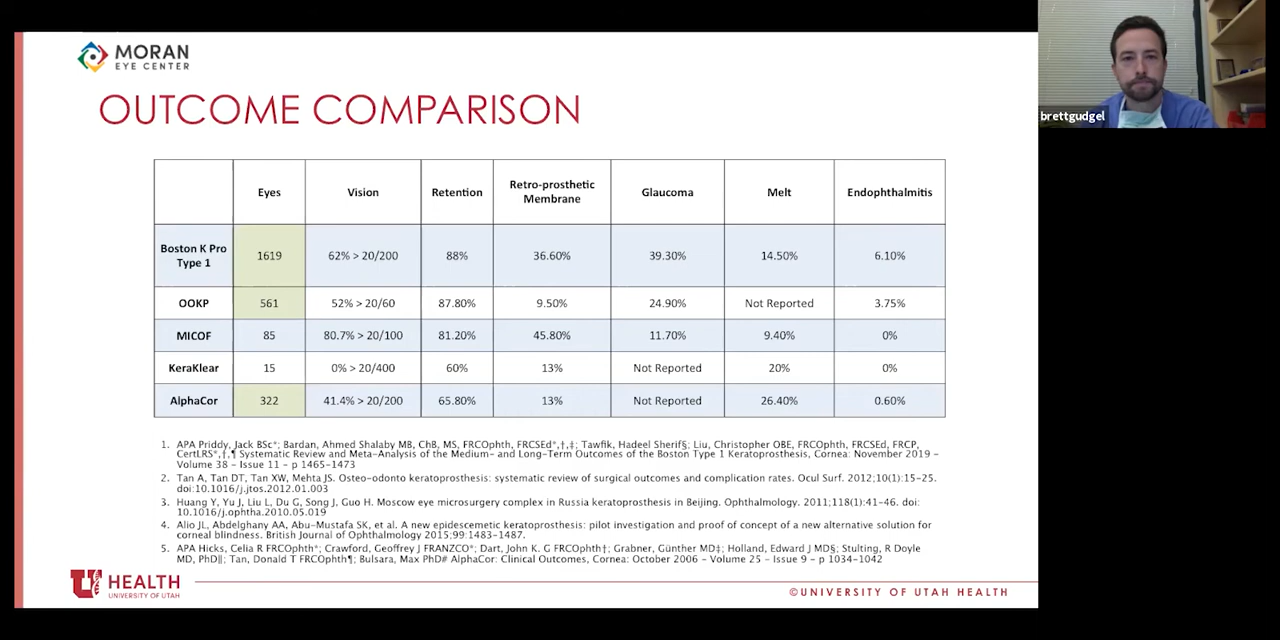 MORAN
EYE CENTER
brettgudgel
OUTCOME COMPARISON
Eyes Vision Retention Retro-prosthetic Membrane Glaucoma Melt Endophthalmitis
Boston K Pro Type 1 1619 62% > 20/200 88% 36.60% 39.30% 14.50% 6.10%
OOKP 561 52% > 20/60 87.80% 9.50% 24.90% Not Reported 3.75%
MICOF 85 80.7% > 20/100 81.20% 45.80% 11.70% 9.40% 0%
KeraKlear 15 0% > 20/400 60% 13% Not Reported 20% 0%
AlphaCor 322 41.4% > 20/200 65.80% 13% Not Reported 26.40% 0.60%
1. APA Priddy, Jack BSc*; Bardan, Ahmed Shalaby MB, ChB, MS, FRCOphth, FRCSEd*,†,‡; Tawfik, Hadeel Sherif§; Liu, Christopher OBE, FRCOphth, FRCSEd, FRCP,
CertLRS*,†,¶ Systematic Review and Meta-Analysis of the Medium- and Long-Term Outcomes of the Boston Type 1 Keratoprosthesis, Cornea: November 2019 –
Volume 38 – Issue 11 – p 1465-1473
2. Tan A, Tan DT, Tan XW, Mehta JS. Osteo-odonto keratoprosthesis: systematic review of surgical outcomes and complication rates. Ocul Surf. 2012;10(1):15-25.
doi:10.1016/j.jtos.2012.01.003
3. Huang Y, Yu J, Liu L, Du G, Song J, Guo H. Moscow eye microsurgery complex in Russia keratoprosthesis in Beijing. Ophthalmology. 2011;118(1):41-46. doi:
10.1016/j.ophtha.2010.05.019
4. Alio JL, Abdelghany AA, Abu-Mustafa SK, et al. A new epidescemetic keratoprosthesis: pilot investigation and proof of concept of a new alternative solution for
corneal blindness. British Journal of Ophthalmology 2015;99:1483-1487.
5. APA Hicks, Celia R FRCOphth*; Crawford, Geoffrey J FRANZCO*; Dart, John K. G FRCOphth†; Grabner, Günther MD‡; Holland, Edward J MD§; Stulting, R Doyle
MD, PhD‖; Tan, Donald T FRCOphth¶; Bulsara, Max PhD# AlphaCor: Clinical Outcomes, Cornea: October 2006 – Volume 25 – Issue 9 – p 1034-1042
U HEALTH
UNIVERSITY OF UTAH
©UNIVERSITY OF UTAH HEALTH